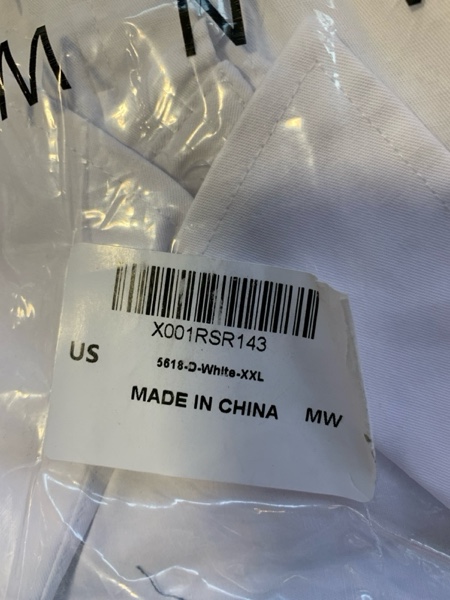 M N
X001RSR143
US 5618-D-White-XXL
MADE IN CHINA MW